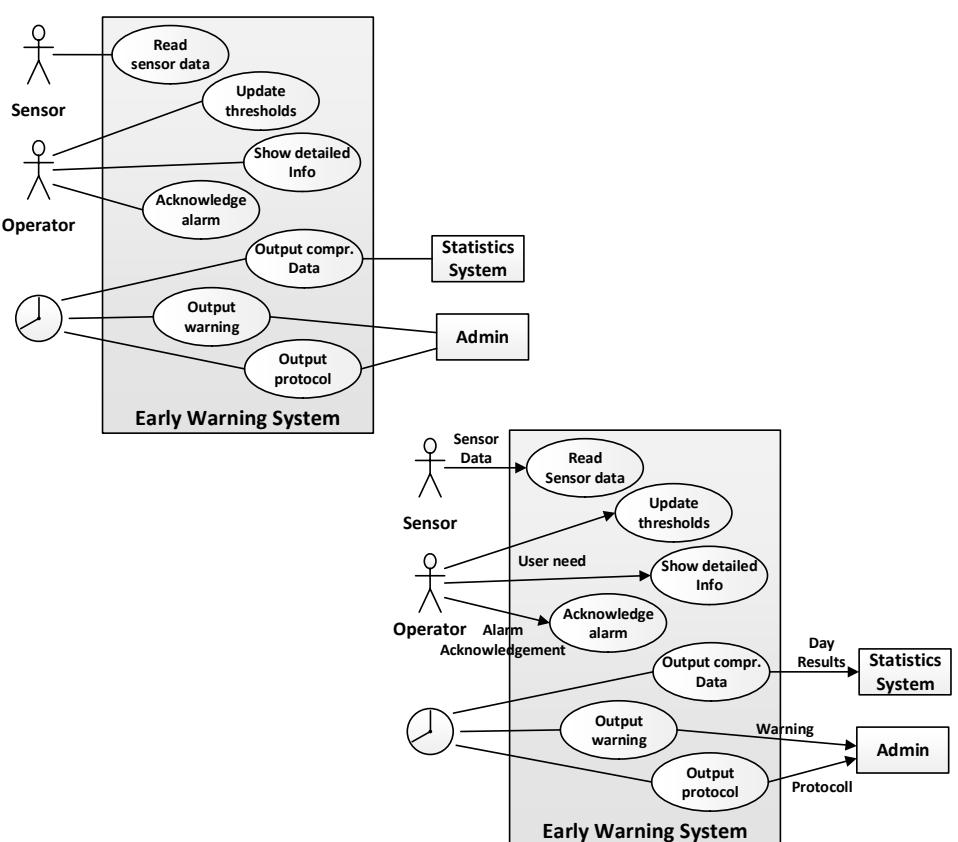 Read
sensor data
Sensor
Update
thresholds
Show detailed
Info
Operator
Acknowledge
alarm
Output compr.
Data
Statistics
System
Output
warning
Admin
Output
protocol
Early Warning System
Sensor
Data
Read
Sensor data
Sensor
Update
thresholds
User need
Show detailed
Info
Operator
Alarm
Acknowledgement
Acknowledge
alarm
Output compr.
Data
Day
Results
Statistics
System
Output
warning
Warning
Admin
Output
protocol
Protocoll
Early Warning System